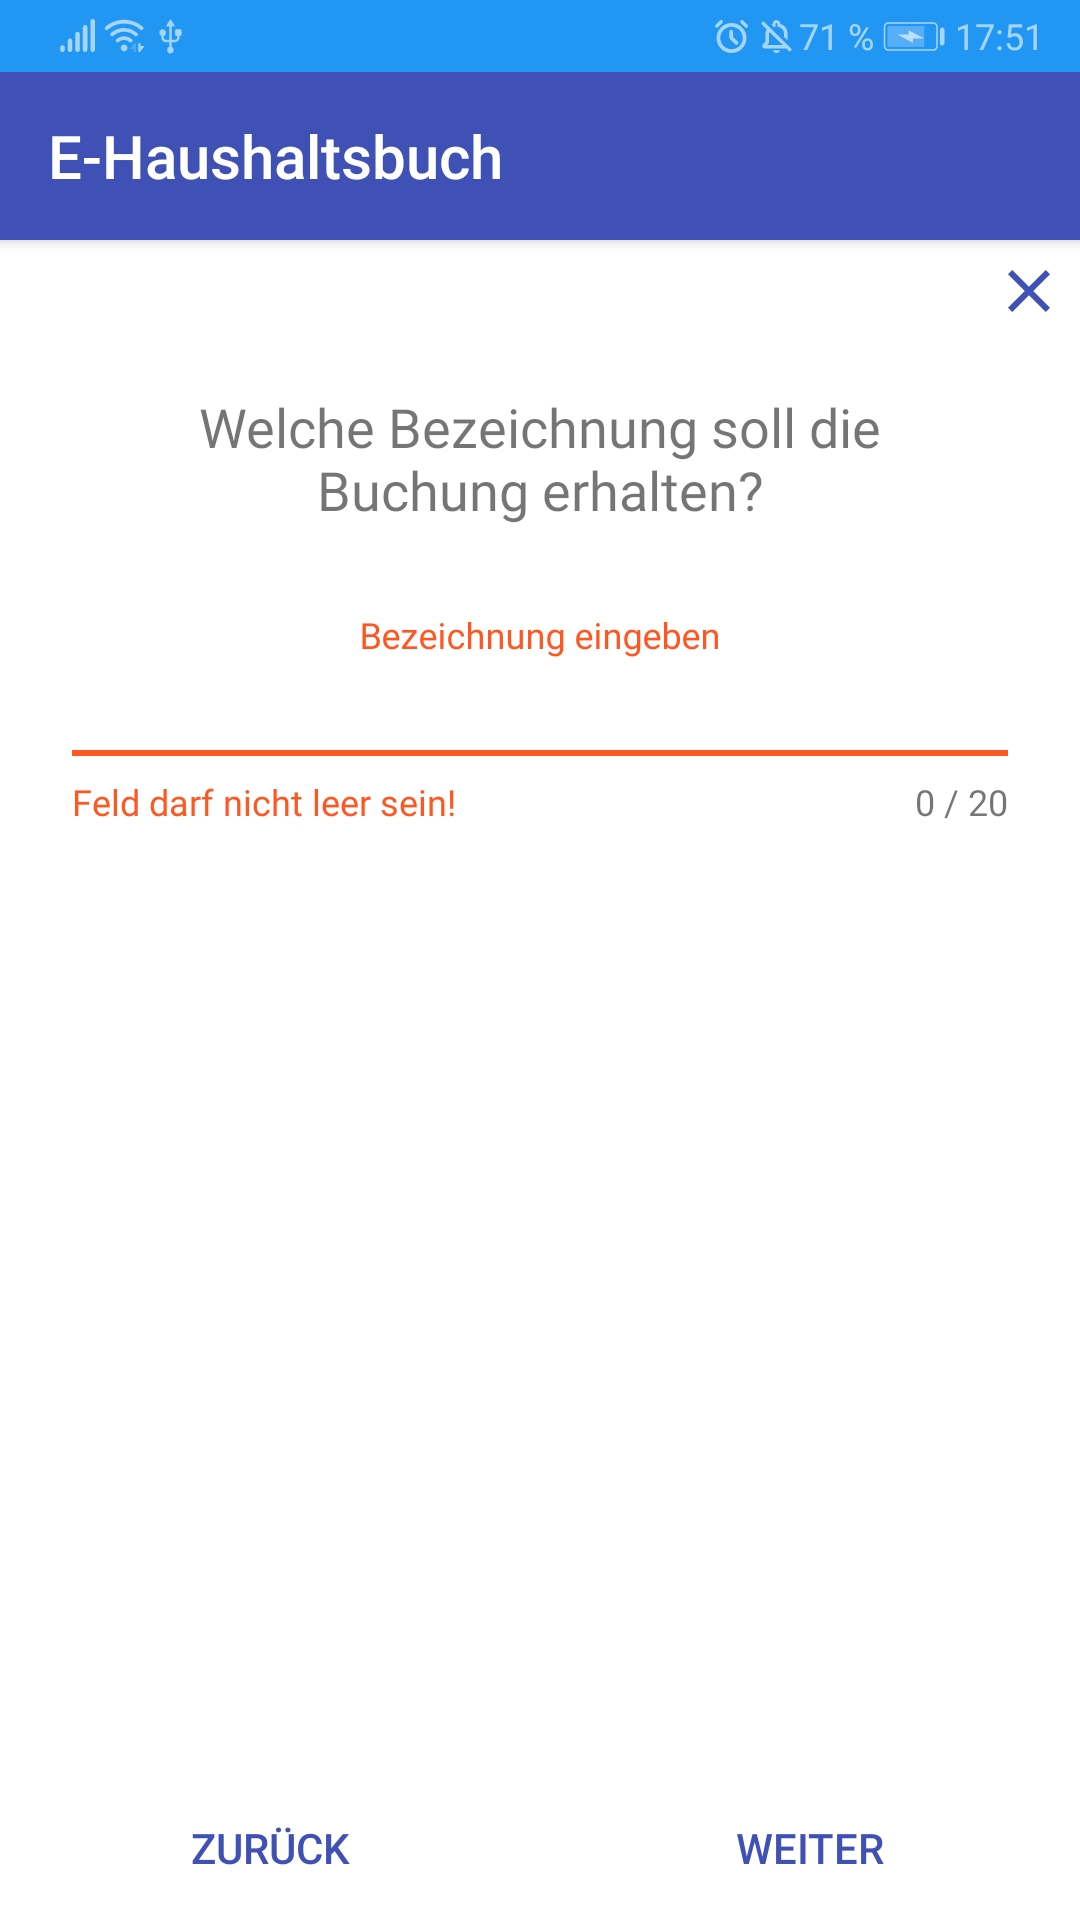 71 % 17:51
E-Haushaltsbuch
Welche Bezeichnung soll die
Buchung erhalten?
Bezeichnung eingeben
Feld darf nicht leer sein! 0 / 20
ZURÜCK WEITER